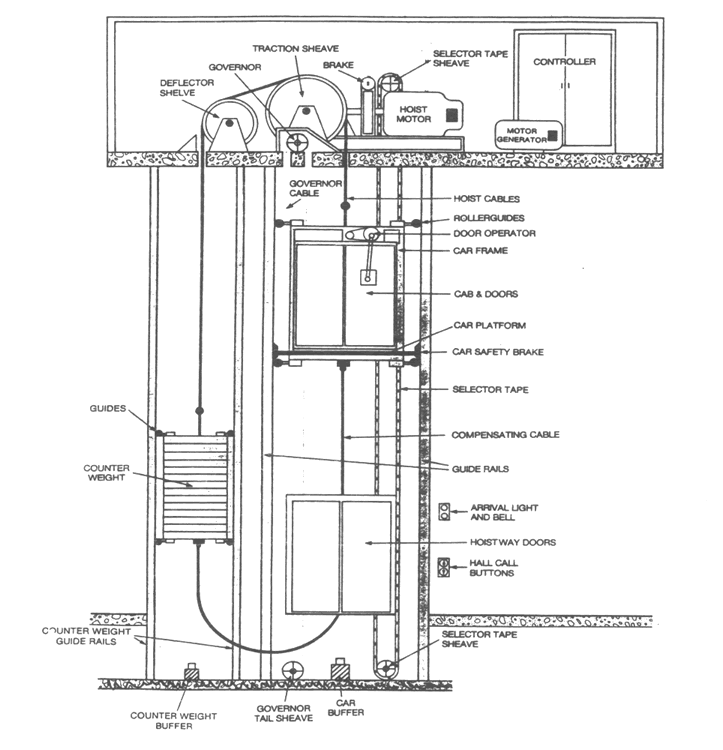 TRACTION SHEAVE
SELECTOR TAPE
SHEAVE
GOVERNOR
BRAKE
CONTROLLER
DEFLECTOR
SHELVE
HOIST
MOTOR
MOTOR
GENERATOR
GOVERNOR
CABLE
HOIST CABLES
ROLLERGUIDES
DOOR OPERATOR
CAR FRAME
CAB & DOORS
CAR PLATFORM
CAR SAFETY BRAKE
SELECTOR TAPE
GUIDES
COMPENSATING CABLE
COUNTER
WEIGHT
GUIDE RAILS
ARRIVAL LIGHT
AND BELL
HOISTWAY DOORS
HALL CALL
BUTTONS
COUNTER WEIGHT
GUIDE RAILS
SELECTOR TAPE
SHEAVE
COUNTER WEIGHT
BUFFER
GOVERNOR
TAIL SHEAVE
CAR
BUFFER